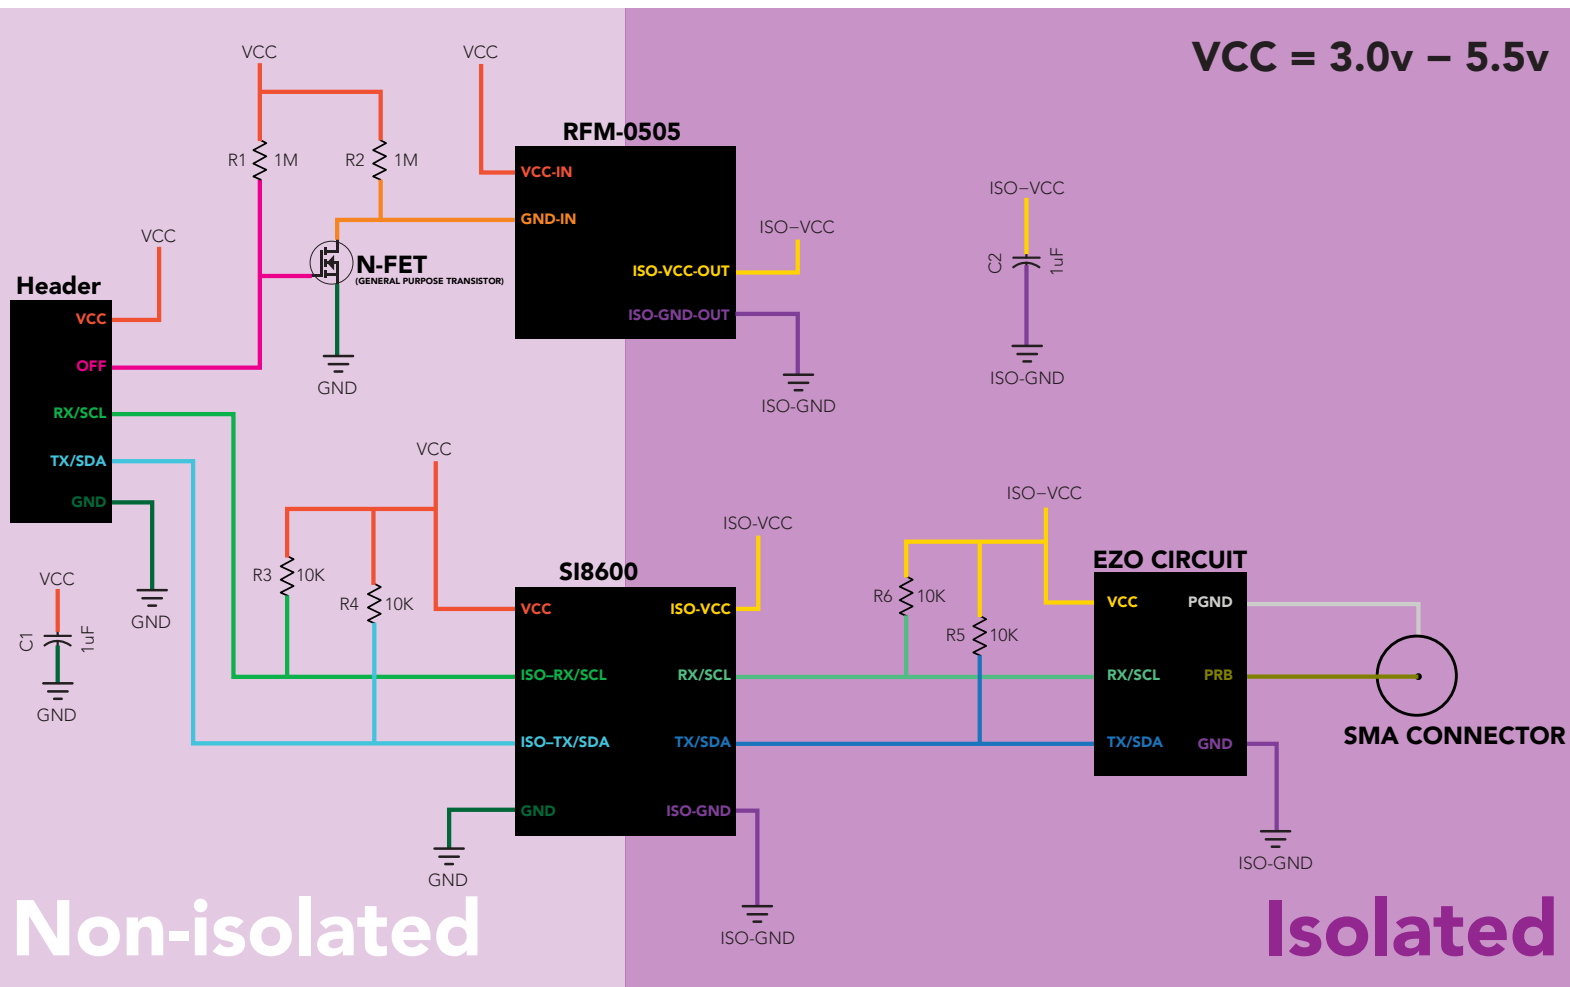 VCC = 3.0v – 5.5v
VCC
VCC
R1
1M
R2
1M
RFM-0505
VCC-IN
GND-IN
ISO-VCC-OUT
ISO-GND-OUT
ISO–VCC
ISO-GND
ISO–VCC
C2
1uF
ISO-GND
N-FET
(GENERAL PURPOSE TRANSISTOR)
GND
VCC
Header
VCC
OFF
RX/SCL
TX/SDA
GND
GND
VCC
C1
1uF
GND
VCC
R3
10K
R4
10K
SI8600
VCC
ISO-VCC
ISO–RX/SCL
RX/SCL
ISO–TX/SDA
TX/SDA
GND
ISO-GND
GND
ISO-VCC
ISO-GND
ISO–VCC
R6
10K
R5
10K
EZO CIRCUIT
VCC
PGND
RX/SCL
PRB
TX/SDA
GND
SMA CONNECTOR
ISO-GND
Non-isolated
Isolated